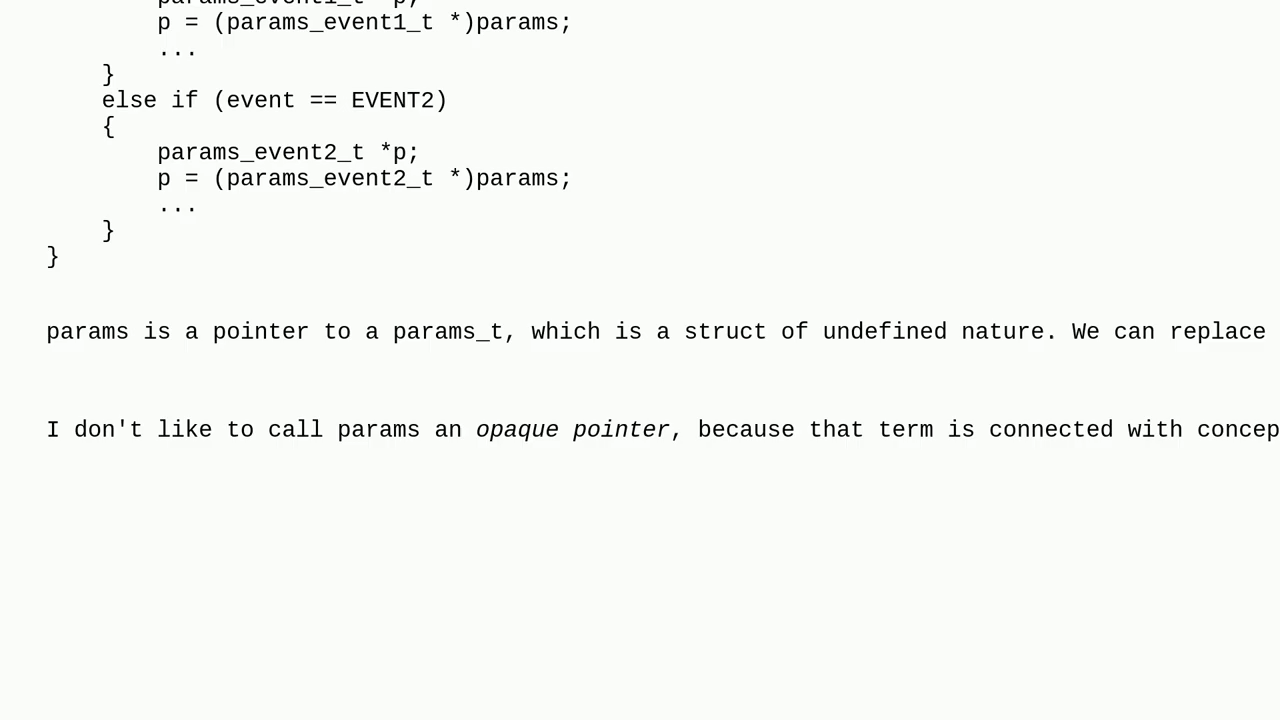 params_event1_t *p;
p = (params_event1_t *)params;
...
}
else if (event == EVENT2)
{
params_event2_t *p;
p = (params_event2_t *)params;
...
}
}
params is a pointer to a params_t, which is a struct of undefined nature. We can replace
I don't like to call params an opaque pointer, because that term is connected with concep